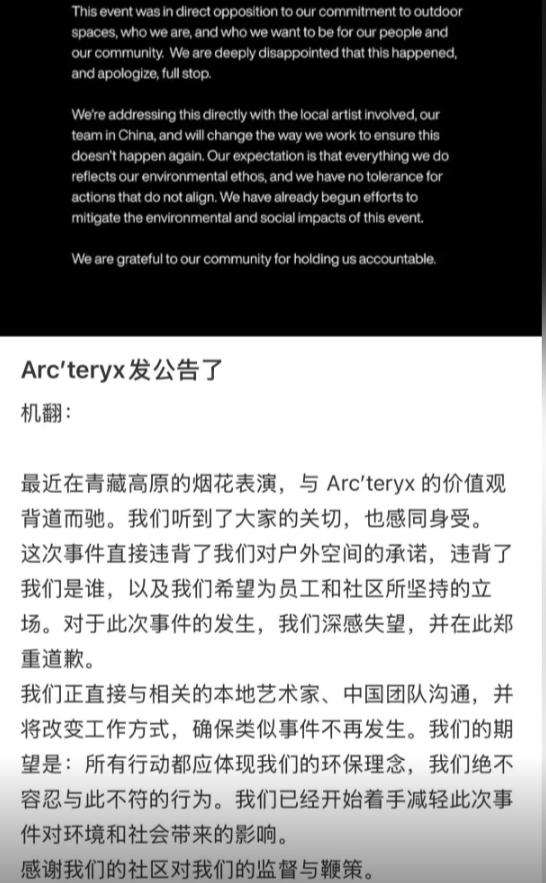 This event was in direct opposition to our commitment to outdoor
spaces, who we are, and who we want to be for our people and
our community. We are deeply disappointed that this happened,
and apologize, full stop.
We're addressing this directly with the local artist involved, our
team in China, and will change the way we work to ensure this
doesn't happen again. Our expectation is that everything we do
reflects our environmental ethos, and we have no tolerance for
actions that do not align. We have already begun efforts to
mitigate the environmental and social impacts of this event.
We are grateful to our community for holding us accountable.
Arc'teryx发公告了
机翻：
最近在青藏高原的烟花表演，与 Arc'teryx 的价值观
背道而驰。我们听到了大家的关切，也感同身受。
这次事件直接违背了我们对户外空间的承诺，违背了
我们是谁，以及我们希望为员工和社区所坚持的立
场。对于此次事件的发生，我们深感失望，并在此郑
重道歉。
我们正直接与相关的本地艺术家、中国团队沟通，并
将改变工作方式，确保类似事件不再发生。我们的期
望是：所有行动都应体现我们的环保理念，我们绝不
容忍与此不符的行为。我们已经开始着手减轻此次事
件对环境和社会带来的影响。
感谢我们的社区对我们的监督与鞭策。